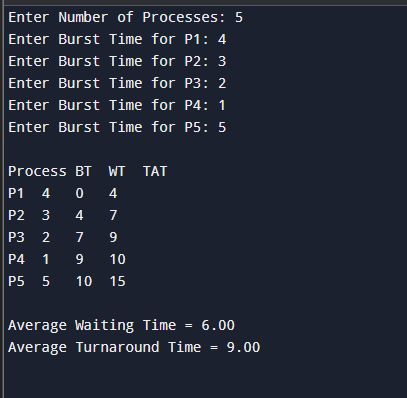 Enter Number of Processes: 5
Enter Burst Time for P1: 4
Enter Burst Time for P2: 3
Enter Burst Time for P3: 2
Enter Burst Time for P4: 1
Enter Burst Time for P5: 5

Process BT  WT  TAT
P1  4   0   4
P2  3   4   7
P3  2   7   9
P4  1   9   10
P5  5   10  15

Average Waiting Time = 6.00
Average Turnaround Time = 9.00